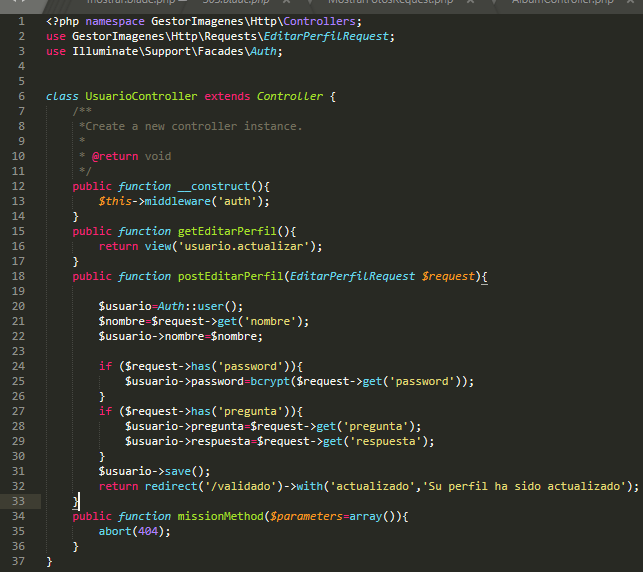 mostrar.blade.php — 503.blade.php × MostrarFotosRequest.php × AlbumController.php
1 <?php namespace GestorImagenes\Http\Controllers;
2 use GestorImagenes\Http\Requests\EditarPerfilRequest;
3 use Illuminate\Support\Facades\Auth;
4
5
6 class UsuarioController extends Controller {
7 /**
8 *Create a new controller instance.
9 *
10 * @return void
11 */
12 public function __construct(){
13 $this->middleware('auth');
14 }
15 public function getEditarPerfil(){
16 return view('usuario.actualizar');
17 }
18 public function postEditarPerfil(EditarPerfilRequest $request){
19
20 $usuario=Auth::user();
21 $nombre=$request->get('nombre');
22 $usuario->nombre=$nombre;
23
24 if ($request->has('password')){
25 $usuario->password=bcrypt($request->get('password'));
26 }
27 if ($request->has('pregunta')){
28 $usuario->pregunta=$request->get('pregunta');
29 $usuario->respuesta=$request->get('respuesta');
30 }
31 $usuario->save();
32 return redirect('/validado')->with('actualizado','Su perfil ha sido actualizado');
33 }
34 public function missionMethod($parameters=array()){
35 abort(404);
36 }
37 }